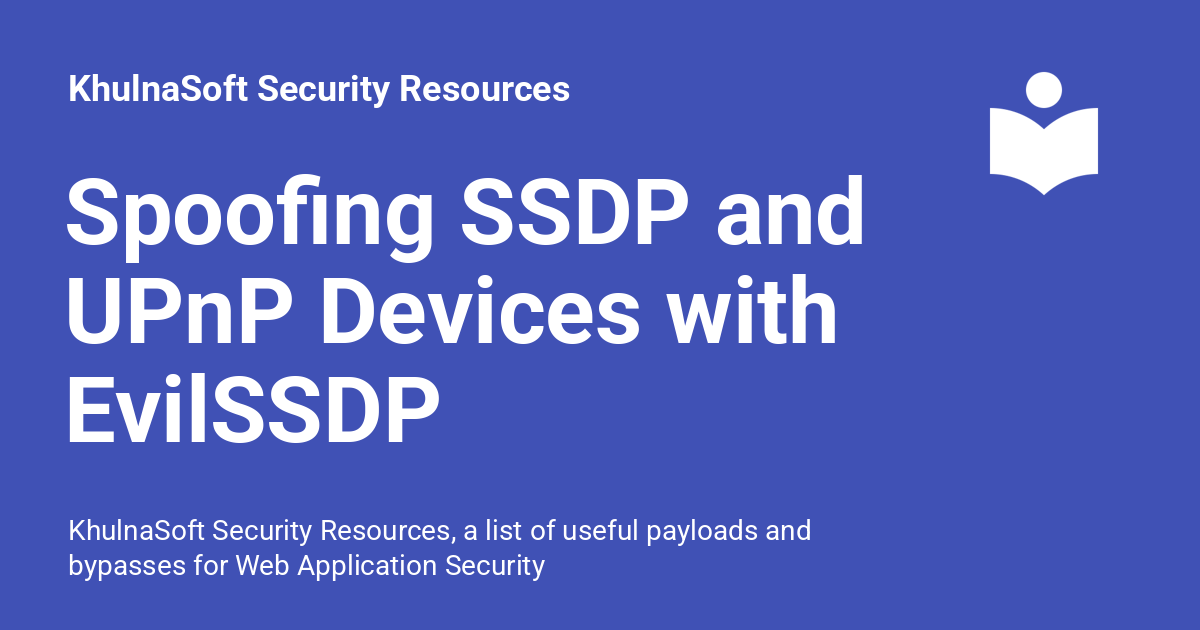 KhulnaSoft Security Resources
Spoofing SSDP and
UPnP Devices with
EvilSSDP
KhulnaSoft Security Resources, a list of useful payloads and
bypasses for Web Application Security